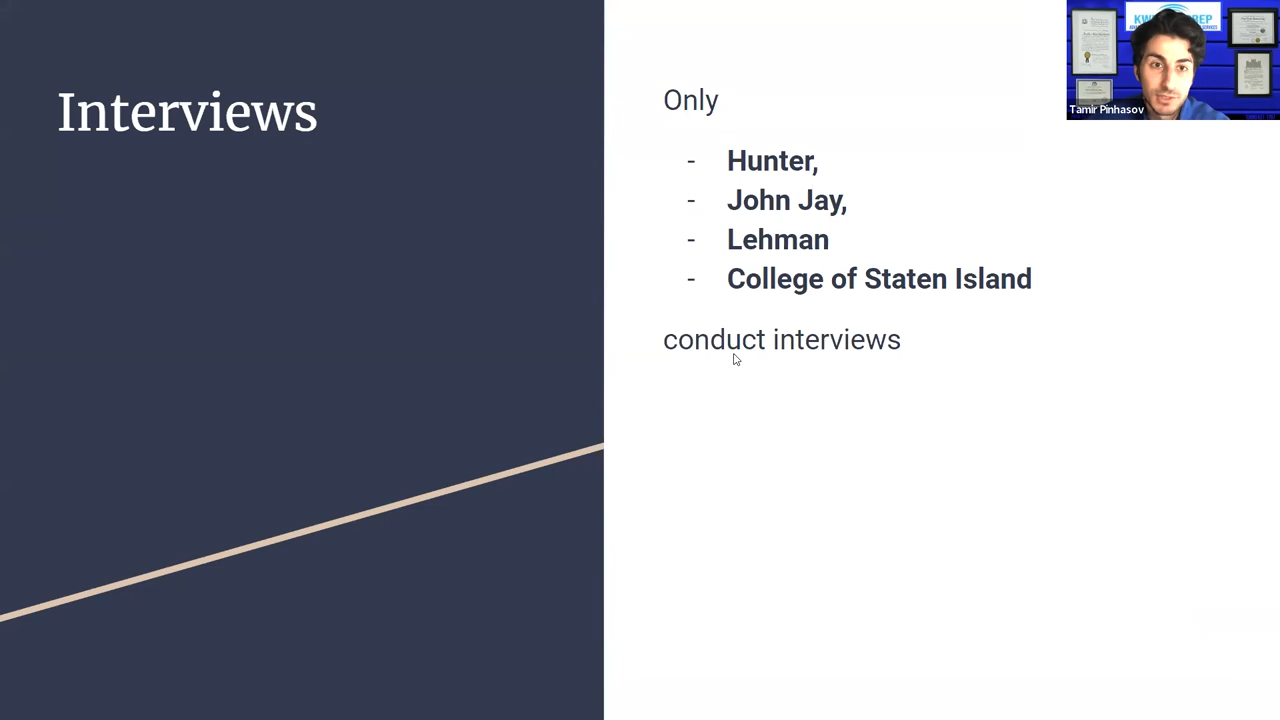 Interviews
Only
- Hunter,
- John Jay,
- Lehman
- College of Staten Island
conduct interviews
Tamir Pinhasov